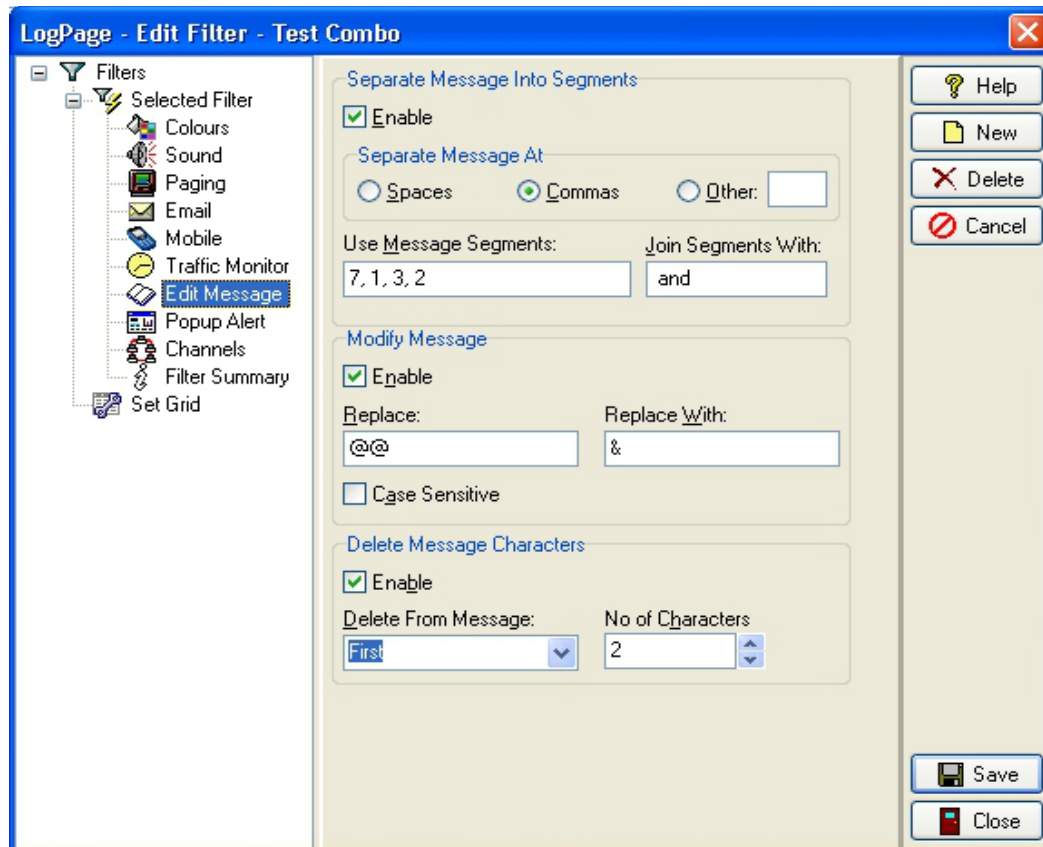 LogPage - Edit Filter - Test Combo
Filters
Selected Filter
Colours
Sound
Paging
Email
Mobile
Traffic Monitor
Edit Message
Popup Alert
Channels
Filter Summary
Set Grid
Separate Message Into Segments
Enable
Separate Message At
Spaces
Commas
Other:
Use Message Segments:
Join Segments With:
7, 1, 3, 2
and
Modify Message
Enable
Replace:
Replace With:
@@
&
Case Sensitive
Delete Message Characters
Enable
Delete From Message:
No of Characters
First
2
Help
New
Delete
Cancel
Save
Close